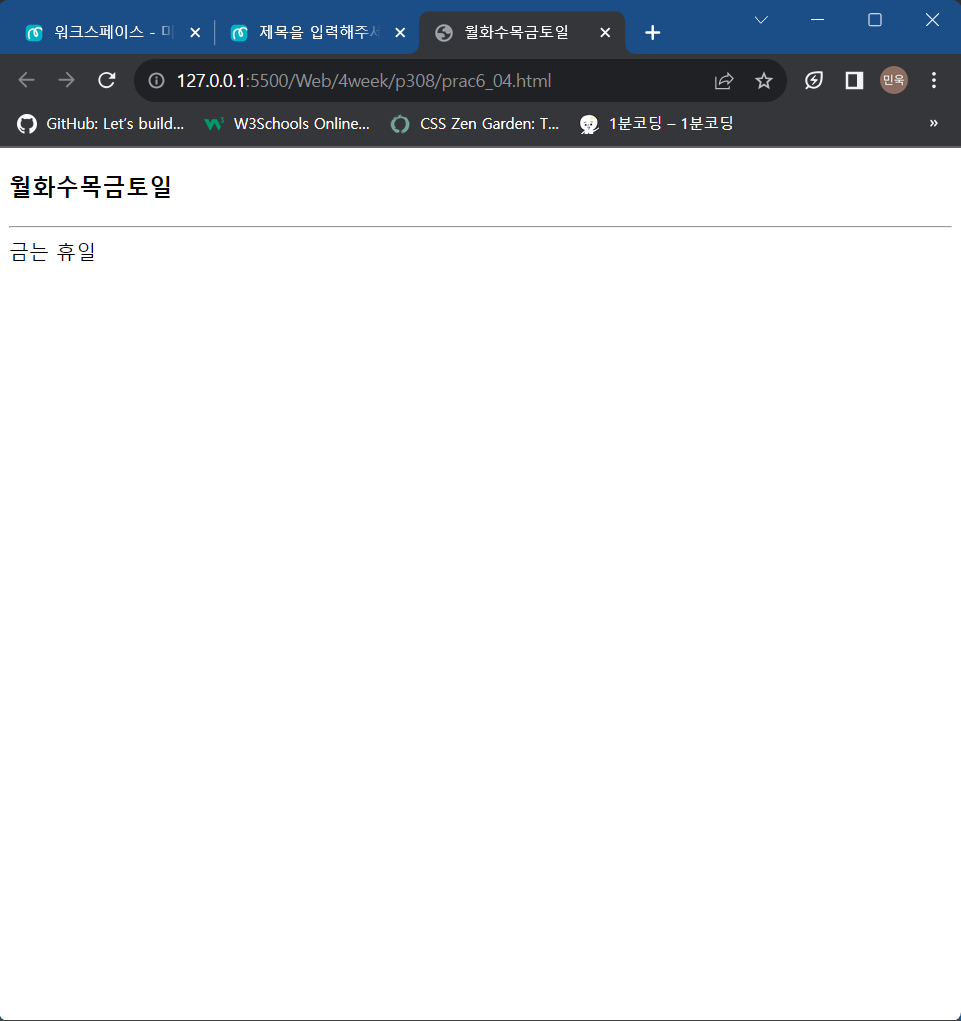 워크스페이스 - 미
제목을 입력해주세
월화수목금토일
127.0.0.1:5500/Web/4week/p308/prac6_04.html
민욱
GitHub: Let's build...
W3Schools Online...
CSS Zen Garden: T...
1분코딩 – 1분코딩
»
월화수목금토일
금는 휴일